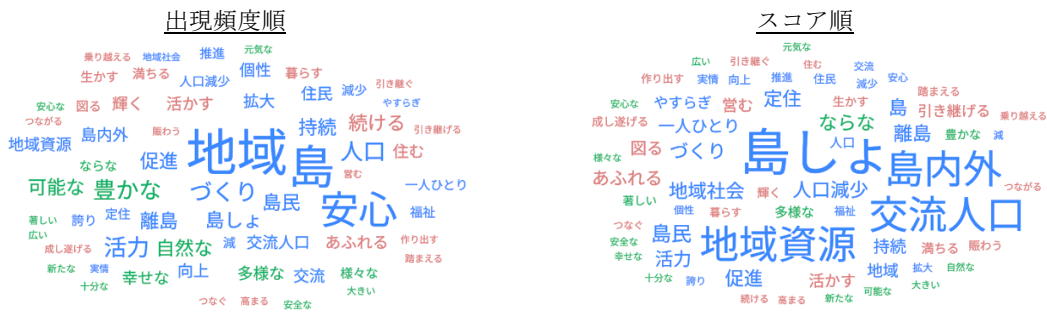 出現頻度順
乗り越える 地域社会 推進 元気な
生かす 満ちる 人口減少 個性 暮らす
引き継ぐ
安心な 図る 輝く 活かす 拡大 住民 減少 やすらぎ
つながる 賑わう 持続 続ける 引き継げる
地域資源 島内外 地域 島 人口 住む
ならな 促進 営む
可能な 豊かな づくり 島民 安心 一人ひとり
著しい 誇り 定住 離島 島しょ 福祉
広い
成し遂げる 活力 自然な 減 交流人口 あふれる 作り出す
踏まえる
新たな 実情 幸せな 向上 多様な 交流 様々な
十分な 大きい
つなぐ 高まる 安全な
スコア順
元気な
広い 引き継ぐ 住む 交流
作り出す 実情 向上 推進 住民 減少 安心
踏まえる
安心な やすらぎ 営む 定住 生かす 島 引き継げる
成し遂げる 一人ひとり ならな 乗り越える
図る づくり 島しょ 人口 離島 豊かな 減
様々な 島内外
あふれる 地域社会 輝く 人口減少 つながる
著しい 個性 暮らす 多様な 福祉 交流人口
つなぐ
安全な 島民 地域資源 持続 満ちる 賑わう
幸せな 活力 地域 拡大 自然な
十分な 誇り 促進 活かす 大きい
続ける 高まる 新たな 可能な